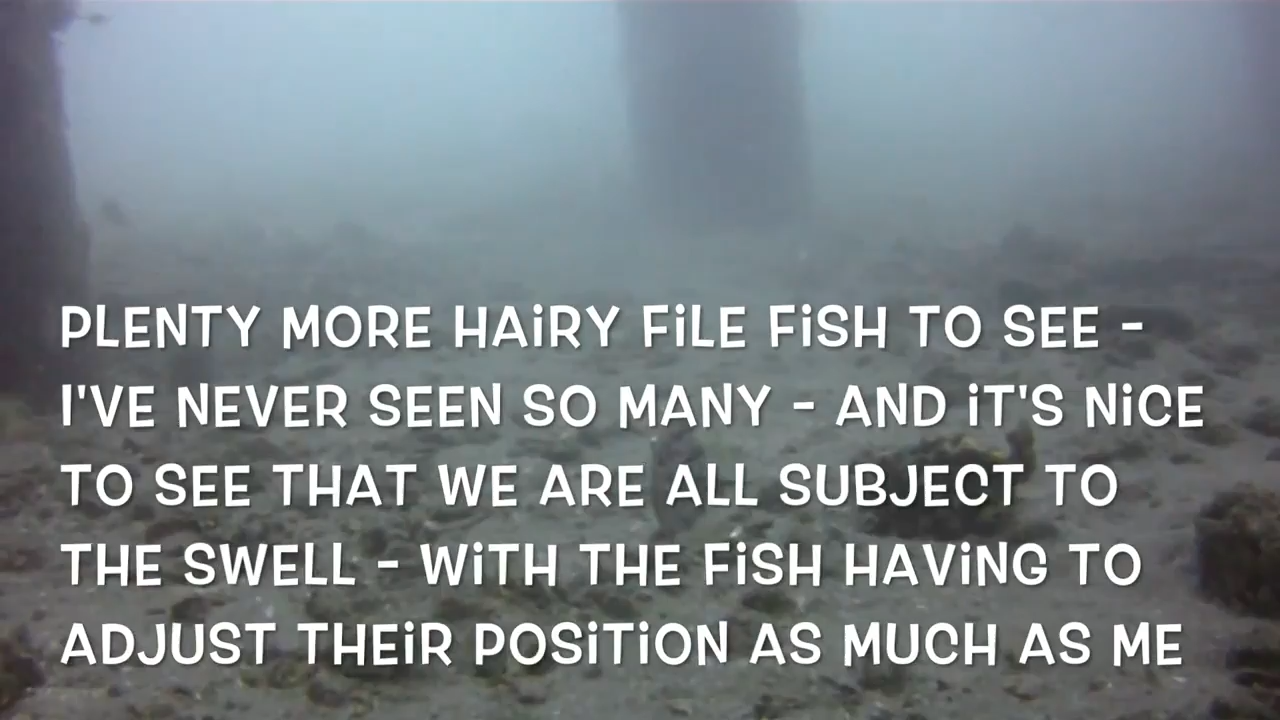 PLENTY MORE HAiRY FiLE FiSH TO SEE -
I'VE NEVER SEEN SO MANY - AND iT'S NiCE
TO SEE THAT WE ARE ALL SUBJECT TO
THE SWELL - WiTH THE FiSH HAViNG TO
ADJUST THEiR POSiTiON AS MUCH AS ME